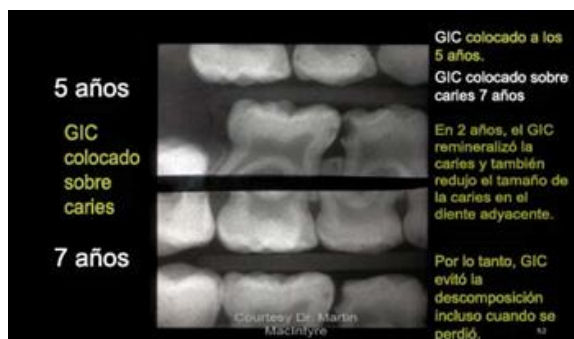 5 años
GIC
colocado
sobre
caries
7 años
GIC colocado a los
5 años.
GIC colocado sobre
caries 7 años
En 2 años, el GIC
remineralizó la
caries y también
redujo el tamaño de
la caries en el
diente adyacente.
Por lo tanto, GIC
evitó la
descomposición
incluso cuando se
perdió.
Courtesy Dr. Martin
MacIntyre
52